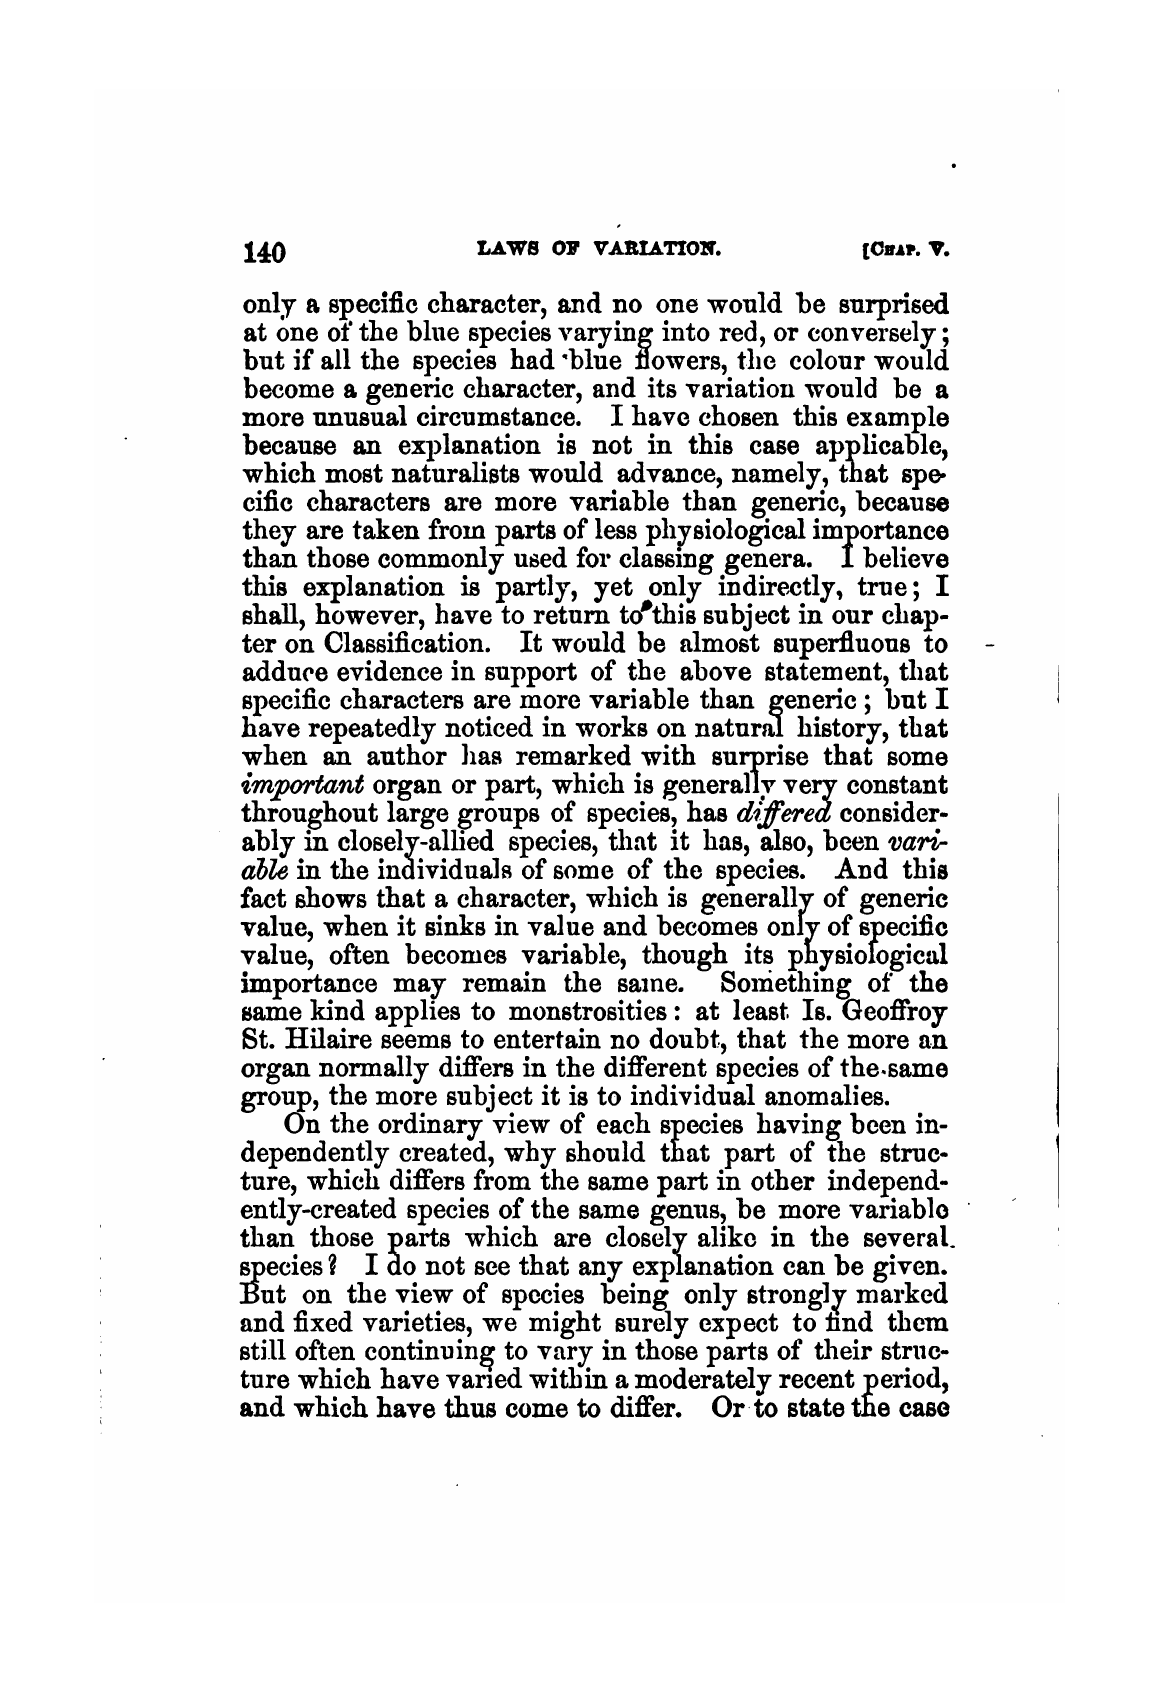 140 LAWS OF VARIATION. [CHAP. V.
only a specific character, and no one would be surprised
at one of the blue species varying into red, or conversely;
but if all the species had blue flowers, the colour would
become a generic character, and its variation would be a
more unusual circumstance. I have chosen this example
because an explanation is not in this case applicable,
which most naturalists would advance, namely, that spe-
cific characters are more variable than generic, because
they are taken from parts of less physiological importance
than those commonly used for classing genera. I believe
this explanation is partly, yet only indirectly, true; I
shall, however, have to return to this subject in our chap-
ter on Classification. It would be almost superfluous to
adduce evidence in support of the above statement, that
specific characters are more variable than generic; but I
have repeatedly noticed in works on natural history, that
when an author has remarked with surprise that some
important organ or part, which is generally very constant
throughout large groups of species, has differed consider-
ably in closely-allied species, that it has, also, been vari-
able in the individuals of some of the species. And this
fact shows that a character, which is generally of generic
value, when it sinks in value and becomes only of specific
value, often becomes variable, though its physiological
importance may remain the same. Something of the
same kind applies to monstrosities: at least Is. Geoffroy
St. Hilaire seems to entertain no doubt, that the more an
organ normally differs in the different species of the same
group, the more subject it is to individual anomalies.
On the ordinary view of each species having been in-
dependently created, why should that part of the struc-
ture, which differs from the same part in other independ-
ently-created species of the same genus, be more variable
than those parts which are closely alike in the several
species? I do not see that any explanation can be given.
But on the view of species being only strongly marked
and fixed varieties, we might surely expect to find them
still often continuing to vary in those parts of their struc-
ture which have varied within a moderately recent period,
and which have thus come to differ. Or to state the case